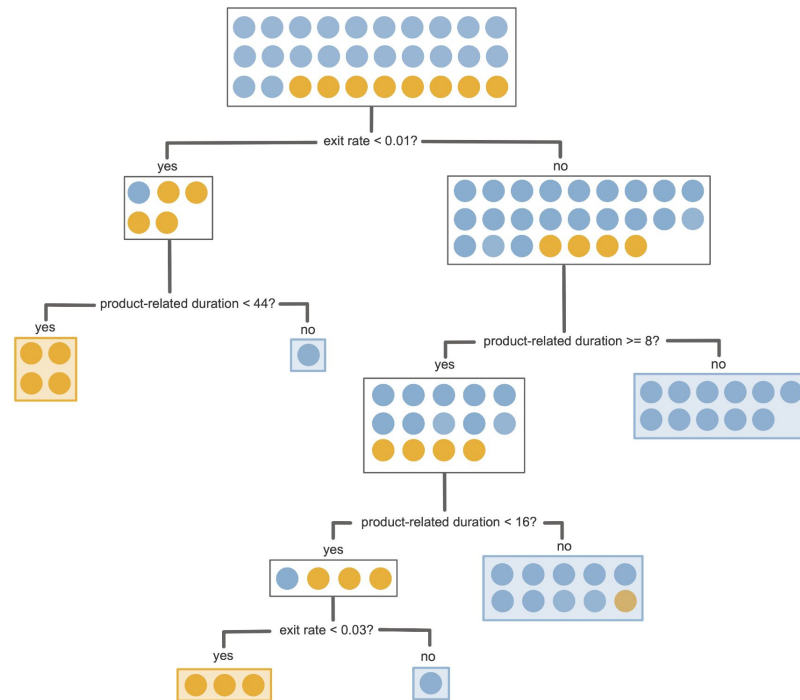 exit rate < 0.01?
yes
no
product-related duration < 44?
yes
no
product-related duration >= 8?
yes
no
product-related duration < 16?
yes
no
exit rate < 0.03?
yes
no